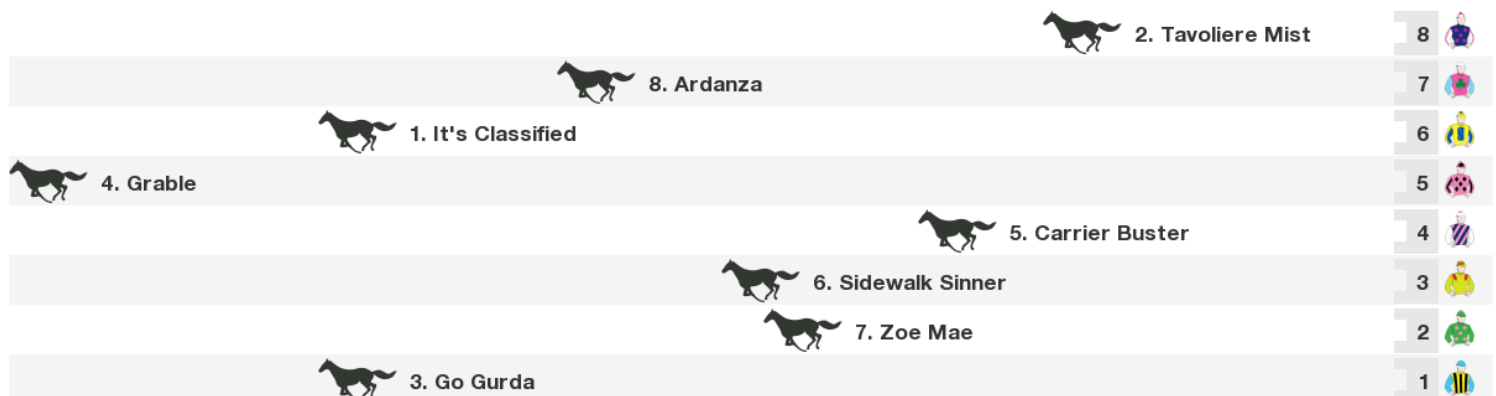 2. Tavoliere Mist 8
8. Ardanza 7
1. It's Classified 6
4. Grable 5
5. Carrier Buster 4
6. Sidewalk Sinner 3
7. Zoe Mae 2
3. Go Gurda 1